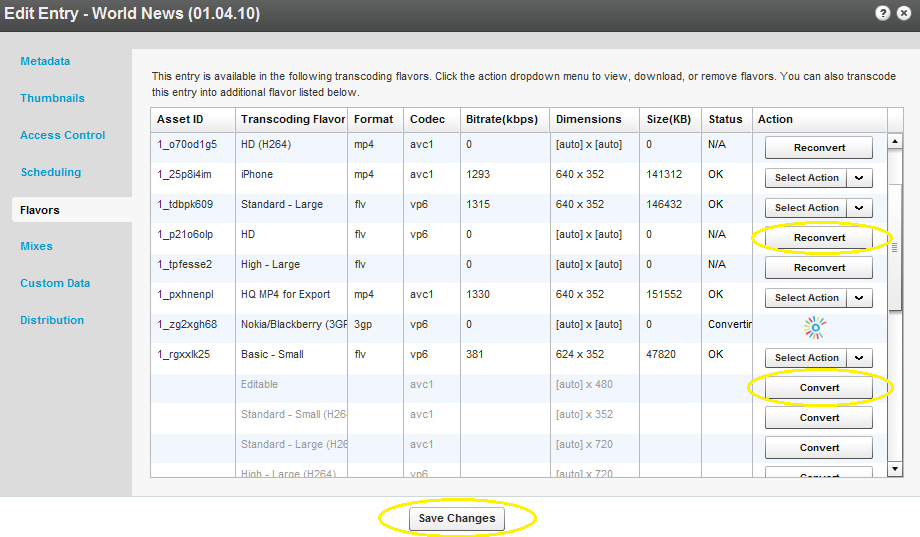 Edit Entry - World News (01.04.10)
?
Metadata
Thumbnails
Access Control
Scheduling
Flavors
Mixes
Custom Data
Distribution
This entry is available in the following transcoding flavors. Click the action dropdown menu to view, download, or remove flavors. You can also transcode
this entry into additional flavor listed below.
Asset ID Transcoding Flavor Format Codec Bitrate(kbps) Dimensions Size(KB) Status Action
1_o70od1g5 HD (H264) mp4 avc1 0 [auto] x [auto] 0 N/A Reconvert
1_25p8i4im iPhone mp4 avc1 1293 640 x 352 141312 OK Select Action
1_tdbpk609 Standard - Large flv vp6 1315 640 x 352 146432 OK Select Action
1_p21o6olp HD flv vp6 0 [auto] x [auto] 0 N/A Reconvert
1_tpfesse2 High - Large flv vp6 0 [auto] x [auto] 0 N/A Reconvert
1_pxhnenpl HQ MP4 for Export mp4 avc1 1330 640 x 352 151552 OK Select Action
1_zg2xgh68 Nokia/Blackberry (3GP 3gp vp6 0 [auto] x [auto] 0 Convertin
1_rgxxlk25 Basic - Small flv vp6 381 624 x 352 47820 OK Select Action
Editable avc1 [auto] x 480 Convert
Standard - Small (H264 avc1 [auto] x 352 Convert
Standard - Large (H26 avc1 [auto] x 720 Convert
High - Large (H264) vp6 [auto] x 720 Convert
Save Changes